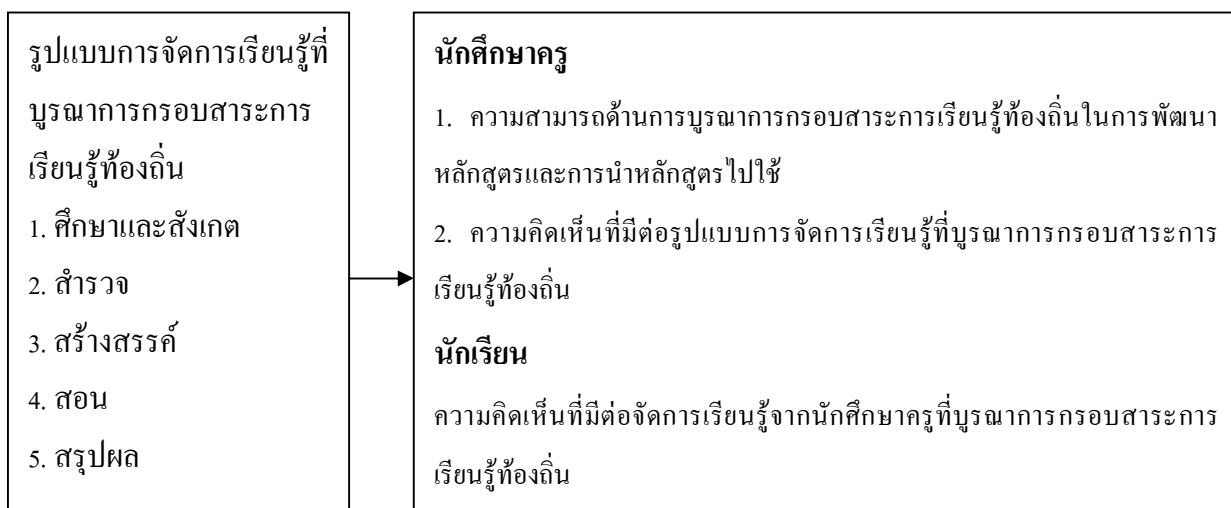 รูปแบบการจัดการเรียนรู้ที่
บูรณาการกรอบสาระการ
เรียนรู้ท้องถิ่น
1. ศึกษาและสังเกต
2. สำรวจ
3. สร้างสรรค์
4. สอน
5. สรุปผล
นักศึกษาครู
1. ความสามารถด้านการบูรณาการกรอบสาระการเรียนรู้ท้องถิ่นในการพัฒนา
หลักสูตรและการนำหลักสูตรไปใช้
2. ความคิดเห็นที่มีต่อรูปแบบการจัดการเรียนรู้ที่บูรณาการกรอบสาระการ
เรียนรู้ท้องถิ่น
นักเรียน
ความคิดเห็นที่มีต่อจัดการเรียนรู้จากนักศึกษาครูที่บูรณาการกรอบสาระการ
เรียนรู้ท้องถิ่น